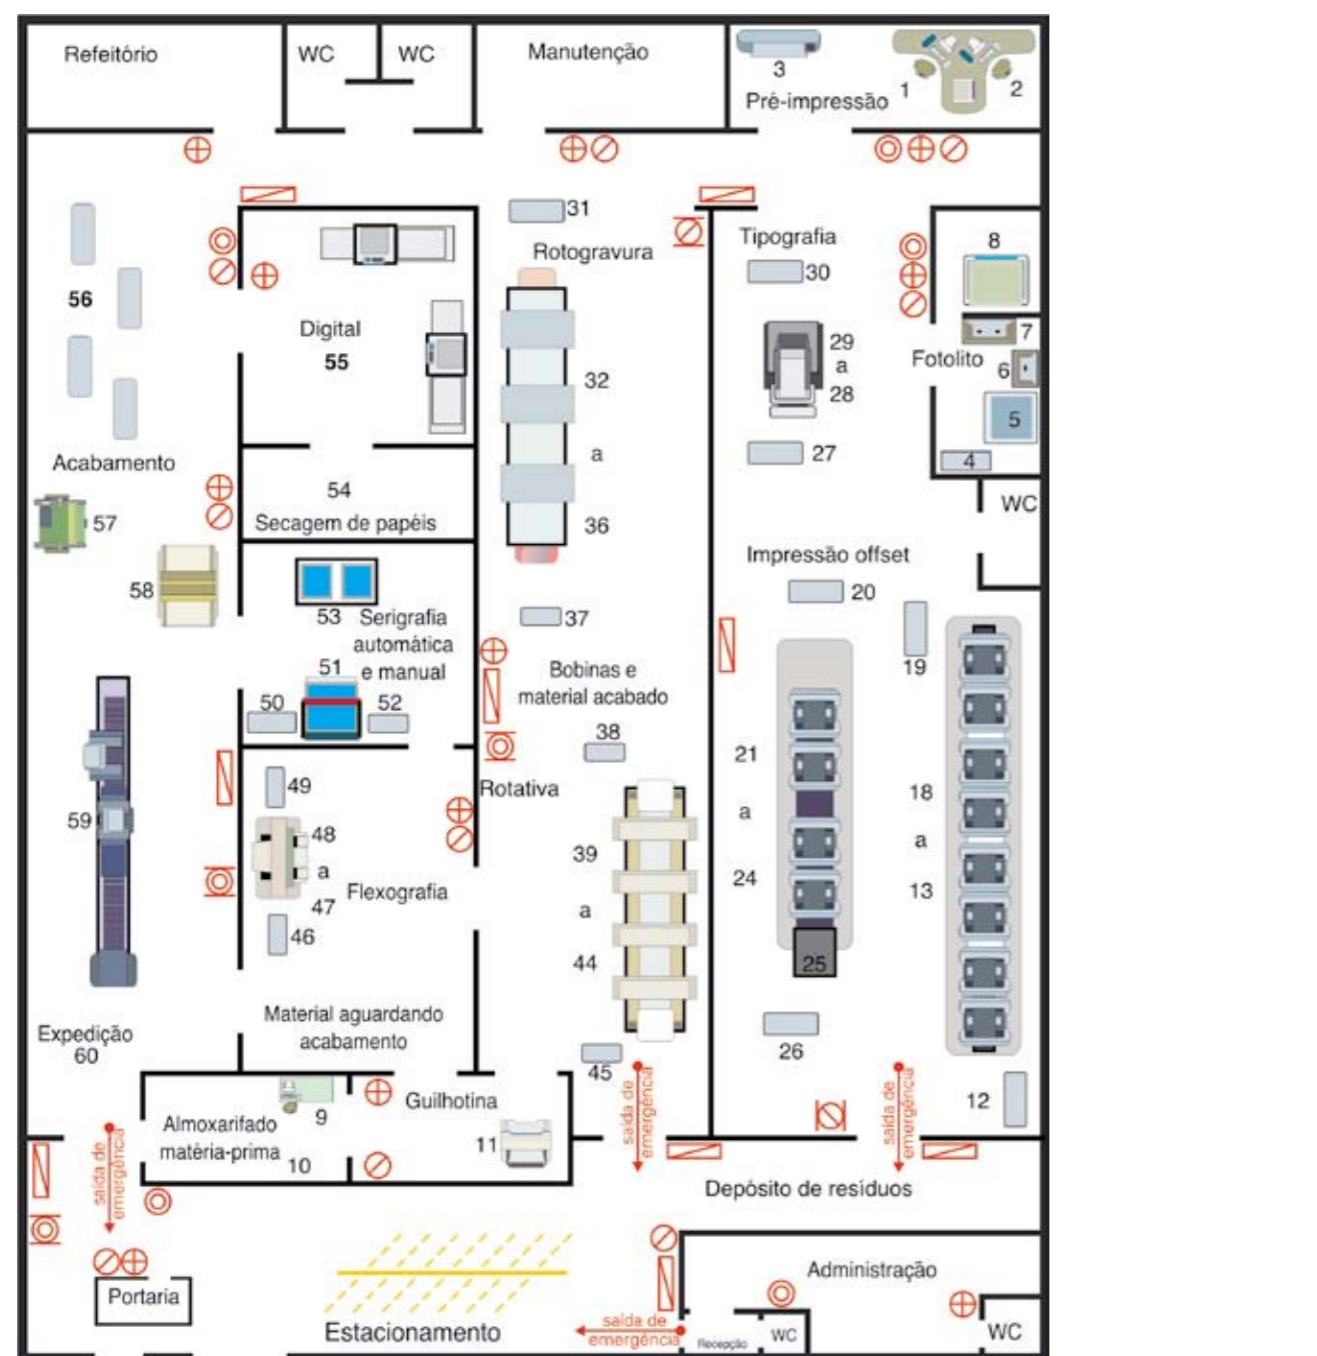 Refeitório
WC
WC
Manutenção
3
1
2
Pré-impressão
31
Rotogravura
Tipografia
30
8
56
Digital
55
32
a
36
29
a
28
Fotolito
7
6
5
4
27
Acabamento
57
54
Secagem de papéis
WC
58
53
Serigrafia
automática
e manual
51
50
52
37
Bobinas e
material acabado
38
Impressão offset
20
19
21
a
24
25
18
a
13
59
49
48
a
47
46
Flexografia
Rotativa
39
a
44
45
26
12
Material aguardando
acabamento
Expedição
60
Almoxarifado
matéria-prima
9
10
Guilhotina
11
saída de
emergência
saída de
emergência
saída de
emergência
Depósito de resíduos
Portaria
Estacionamento
saída de
emergência
Administração
Recepção
WC
WC